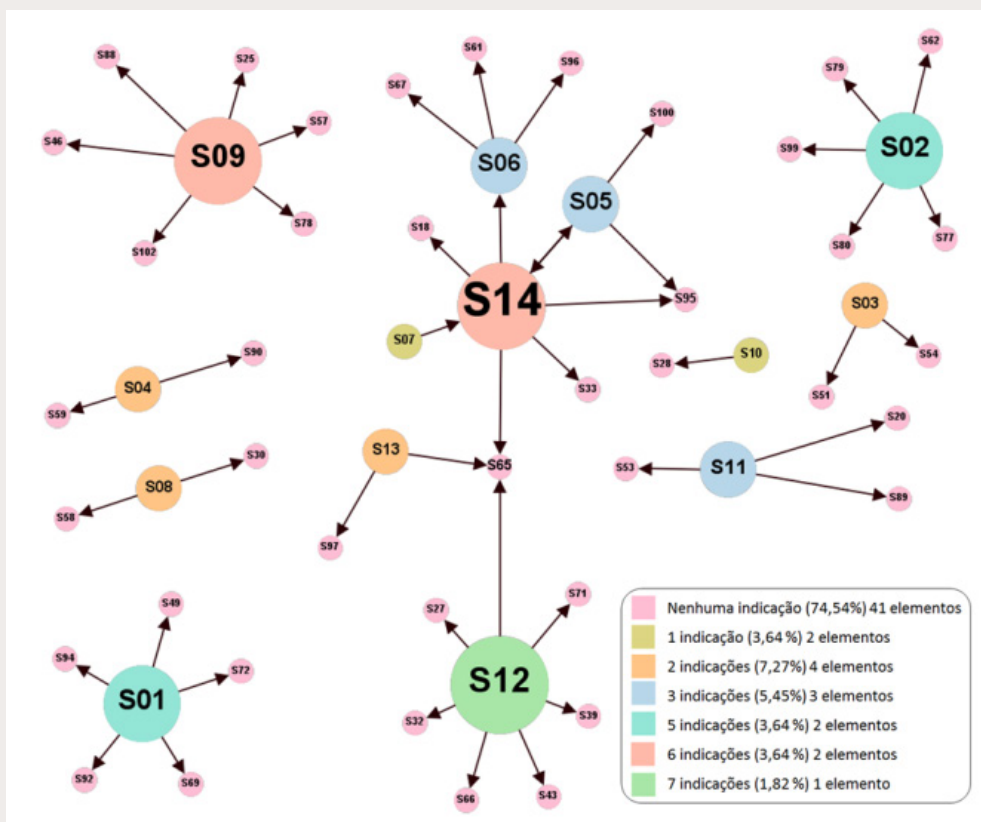 S61
S88
S25
S96
S62
S79
S67
S57
S100
S46
S09
S06
S02
S99
S05
S78
S18
S102
S80
S77
S14
S95
S03
S07
S10
S54
S90
S28
S04
S33
S51
S59
S20
S13
S30
S65
S53
S11
S08
S89
S58
S97
S49
S27
S71
S94
S72
S12
S01
S32
S39
S92
S69
S66
S43
Nenhuma indicação (74,54%) 41 elementos
1 indicação (3,64 %) 2 elementos
2 indicações (7,27%) 4 elementos
3 indicações (5,45%) 3 elementos
5 indicações (3,64 %) 2 elementos
6 indicações (3,64 %) 2 elementos
7 indicações (1,82 %) 1 elemento